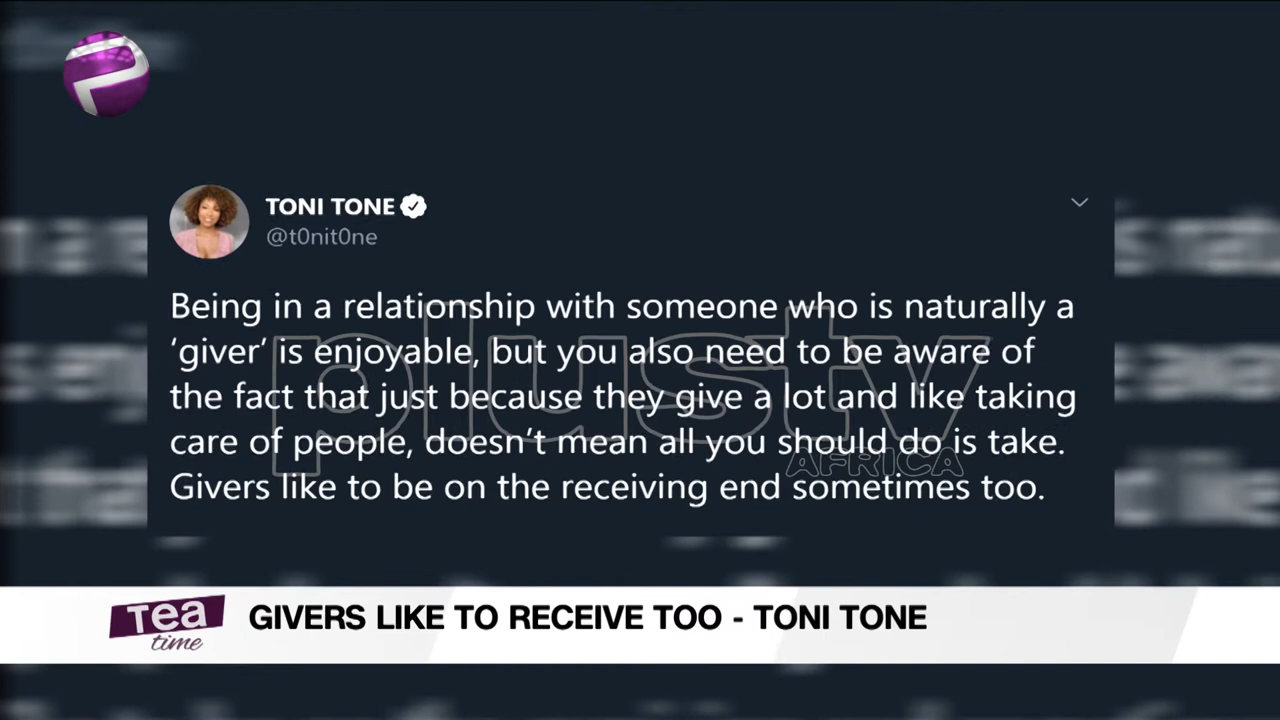 TONI TONE
@t0nit0ne
Being in a relationship with someone who is naturally a
‘giver’ is enjoyable, but you also need to be aware of
the fact that just because they give a lot and like taking
care of people, doesn’t mean all you should do is take.
Givers like to be on the receiving end sometimes too.
plustv
AFRICA
Tea
time
GIVERS LIKE TO RECEIVE TOO - TONI TONE